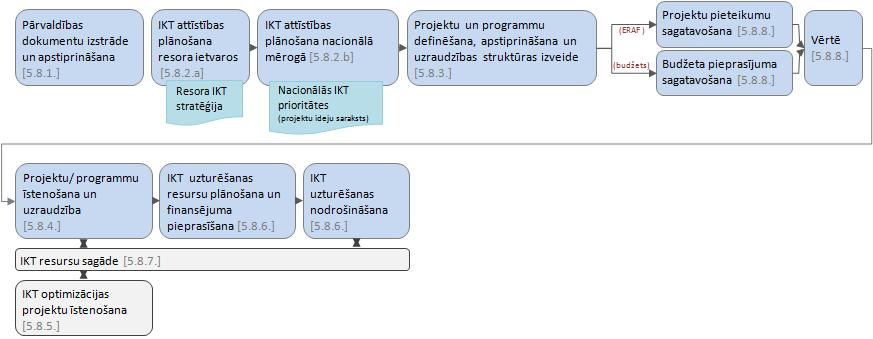 Pārvaldības
dokumentu izstrāde
un apstiprināšana
[5.8.1.]
IKT attīstības
plānošana
resora ietvaros
[5.8.2.a]
Resora IKT
stratēģija
IKT attīstības
plānošana nacionālā
mērogā [5.8.2.b]
Nacionālās IKT
prioritātes
(projektu ideju saraksts)
Projektu un programmu
definēšana, apstiprināšana un
uzraudzības struktūras izveide
[5.8.3.]
(ERAF)
(budžets)
Projektu pieteikumu
sagatavošana [5.8.8.]
Budžeta pieprasījuma
sagatavošana [5.8.8.]
Vērtē
[5.8.8.]
Projektu/ programmu
īstenošana un
uzraudzība
[5.8.4.]
IKT uzturēšanas
resursu plānošana un
finansējuma
pieprasīšana [5.8.6.]
IKT
uzturēšanas
nodrošināšana
[5.8.6.]
IKT resursu sagāde [5.8.7.]
IKT optimizācijas
projektu īstenošana
[5.8.5.]